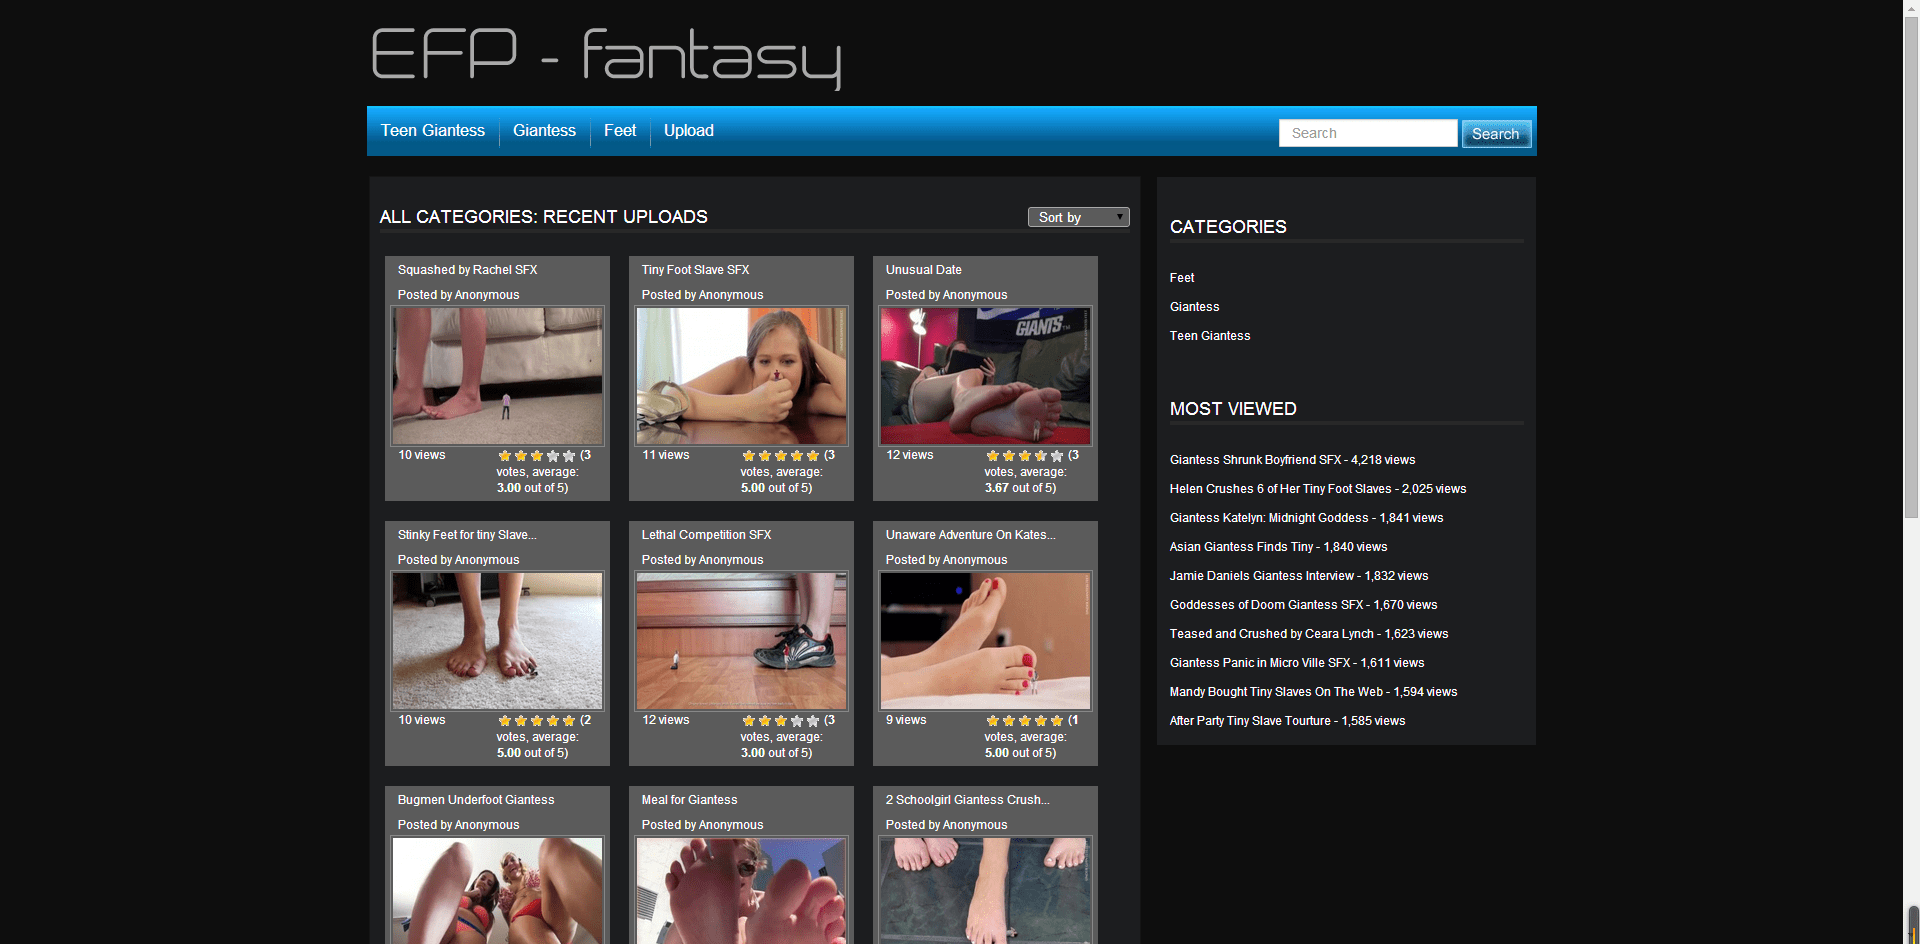 EFP - fantasy
Teen Giantess
Giantess
Feet
Upload
Search
Search
ALL CATEGORIES: RECENT UPLOADS
Sort by
Squashed by Rachel SFX
Posted by Anonymous
10 views
(3
votes, average:
3.00 out of 5)
Tiny Foot Slave SFX
Posted by Anonymous
11 views
(3
votes, average:
5.00 out of 5)
Unusual Date
Posted by Anonymous
GIANTS™
12 views
(3
votes, average:
3.67 out of 5)
Stinky Feet for tiny Slave...
Posted by Anonymous
10 views
(2
votes, average:
5.00 out of 5)
Lethal Competition SFX
Posted by Anonymous
12 views
(3
votes, average:
3.00 out of 5)
Unaware Adventure On Kates...
Posted by Anonymous
9 views
(1
votes, average:
5.00 out of 5)
Bugmen Underfoot Giantess
Posted by Anonymous
Meal for Giantess
Posted by Anonymous
2 Schoolgirl Giantess Crush...
Posted by Anonymous
CATEGORIES
Feet
Giantess
Teen Giantess
MOST VIEWED
Giantess Shrunk Boyfriend SFX - 4,218 views
Helen Crushes 6 of Her Tiny Foot Slaves - 2,025 views
Giantess Katelyn: Midnight Goddess - 1,841 views
Asian Giantess Finds Tiny - 1,840 views
Jamie Daniels Giantess Interview - 1,832 views
Goddesses of Doom Giantess SFX - 1,670 views
Teased and Crushed by Ceara Lynch - 1,623 views
Giantess Panic in Micro Ville SFX - 1,611 views
Mandy Bought Tiny Slaves On The Web - 1,594 views
After Party Tiny Slave Tourture - 1,585 views